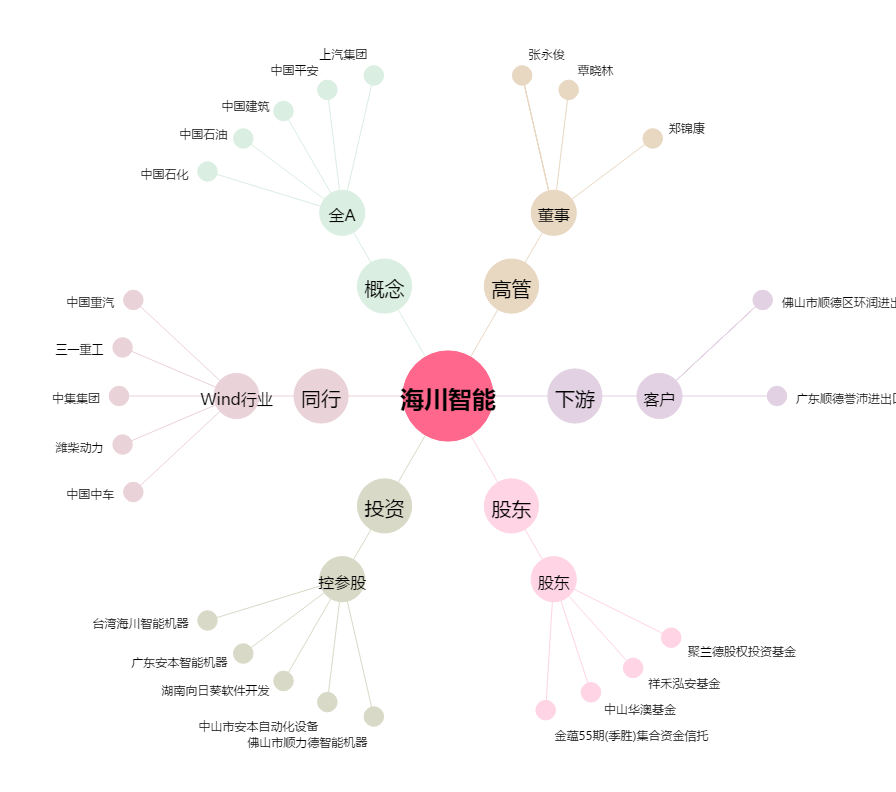 上汽集团
张永俊
中国平安
覃晓林
中国建筑
郑锦康
中国石油
中国石化
全A
董事
概念
高管
中国重汽
佛山市顺德区环润进出
三一重工
中集集团
Wind行业
同行
海川智能
下游
客户
广东顺德誉沛进出口
潍柴动力
中国中车
投资
股东
控参股
股东
台湾海川智能机器
广东安本智能机器
聚兰德股权投资基金
湖南向日葵软件开发
祥禾泓安基金
中山华澳基金
中山市安本自动化设备
金蕴55期(季胜)集合资金信托
佛山市顺力德智能机器